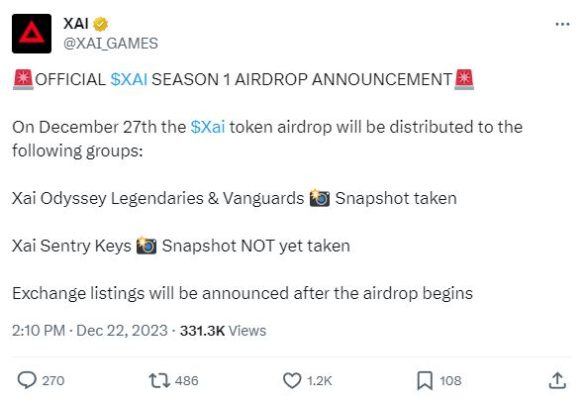 XAI
@XAI_GAMES
🚨OFFICIAL $XAI SEASON 1 AIRDROP ANNOUNCEMENT🚨
On December 27th the $Xai token airdrop will be distributed to the
following groups:
Xai Odyssey Legendaries & Vanguards 📸 Snapshot taken
Xai Sentry Keys 📸 Snapshot NOT yet taken
Exchange listings will be announced after the airdrop begins
2:10 PM · Dec 22, 2023 · 331.3K Views
270 486 1.2K 108